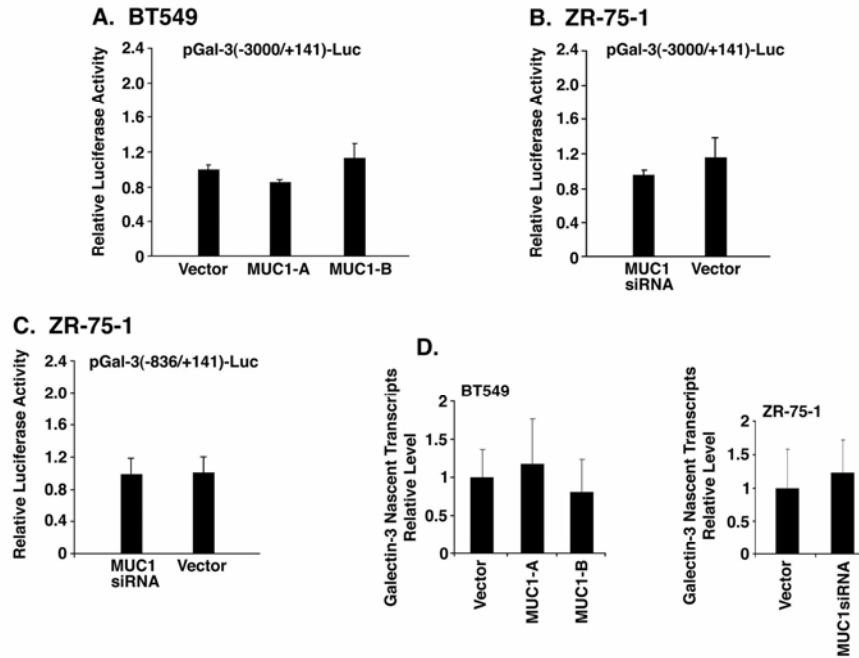 A. BT549
pGal-3(-3000/+141)-Luc
Relative Luciferase Activity
2.4
2.0
1.6
1.2
0.8
0.4
0
Vector MUC1-A MUC1-B
B. ZR-75-1
pGal-3(-3000/+141)-Luc
Relative Luciferase Activity
2.4
2.0
1.6
1.2
0.8
0.4
0
MUC1 Vector
siRNA
C. ZR-75-1
pGal-3(-836/+141)-Luc
Relative Luciferase Activity
2.4
2.0
1.6
1.2
0.8
0.4
0
MUC1 Vector
siRNA
D.
BT549
Galectin-3 Nascent Transcripts
Relative Level
2
1.5
1
0.5
0
Vector
MUC1-A
MUC1-B
ZR-75-1
Galectin-3 Nascent Transcripts
Relative Level
2
1.5
1
0.5
0
Vector
MUC1siRNA